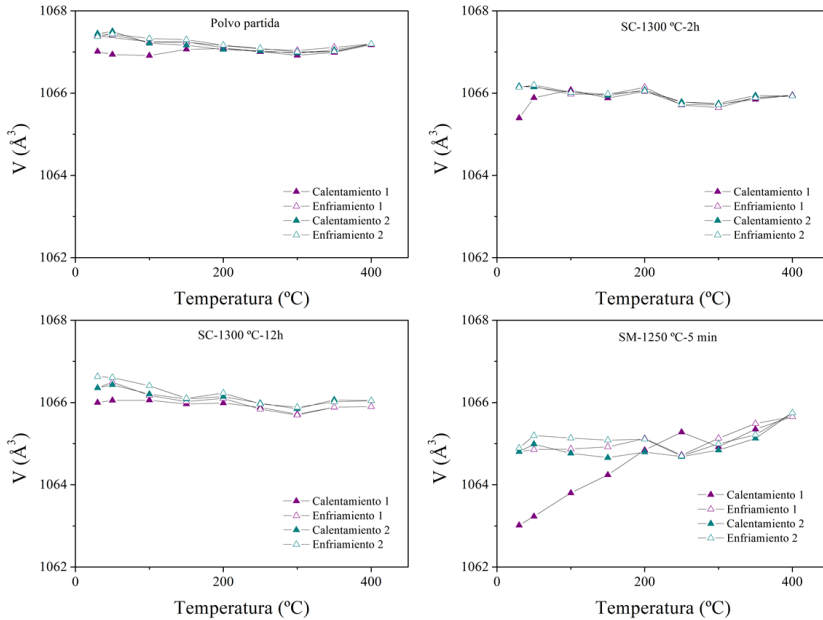 Polvo partida
1068
1066
1064
1062
V (Å³)
Calentamiento 1
Enfriamiento 1
Calentamiento 2
Enfriamiento 2
0
200
400
Temperatura (ºC)
SC-1300 ºC-2h
1068
1066
1064
1062
V (Å³)
Calentamiento 1
Enfriamiento 1
Calentamiento 2
Enfriamiento 2
0
200
400
Temperatura (ºC)
SC-1300 ºC-12h
1068
1066
1064
1062
V (Å³)
Calentamiento 1
Enfriamiento 1
Calentamiento 2
Enfriamiento 2
0
200
400
Temperatura (ºC)
SM-1250 ºC-5 min
1068
1066
1064
1062
V (Å³)
Calentamiento 1
Enfriamiento 1
Calentamiento 2
Enfriamiento 2
0
200
400
Temperatura (ºC)